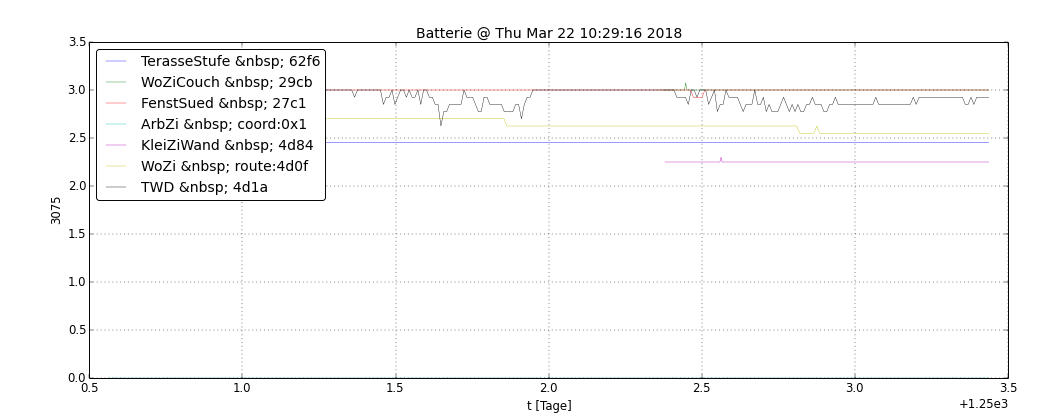 Batterie @ Thu Mar 22 10:29:16 2018
3.5
TerasseStufe &nbsp; 62f6
WoZiCouch &nbsp; 29cb
FenstSued &nbsp; 27c1
ArbZi &nbsp; coord:0x1
KleiZiWand &nbsp; 4d84
WoZi &nbsp; route:4d0f
TWD &nbsp; 4d1a
3.0
2.5
2.0
1.5
1.0
0.5
0.0
3075
0.5 1.0 1.5 2.0 2.5 3.0 3.5
t [Tage]
+1.25e3